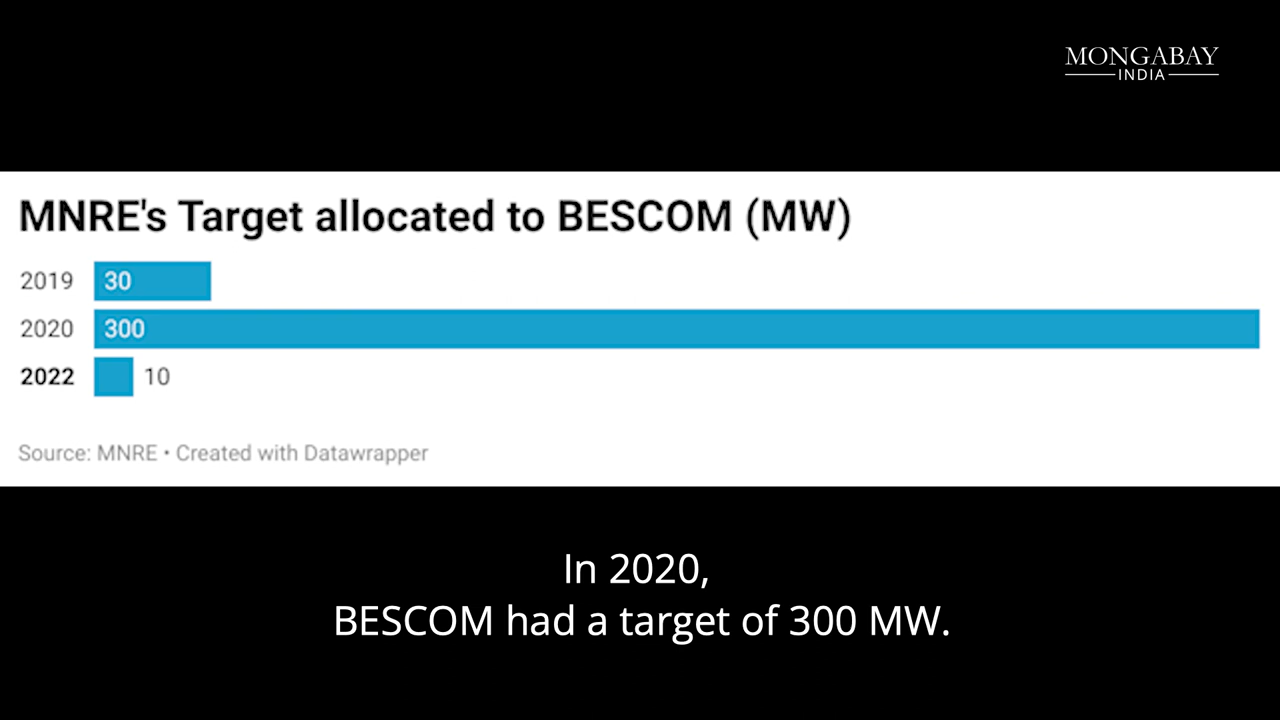 MONGABAY
INDIA
MNRE's Target allocated to BESCOM (MW)
2019 30
2020 300
2022 10
Source: MNRE • Created with Datawrapper
In 2020,
BESCOM had a target of 300 MW.